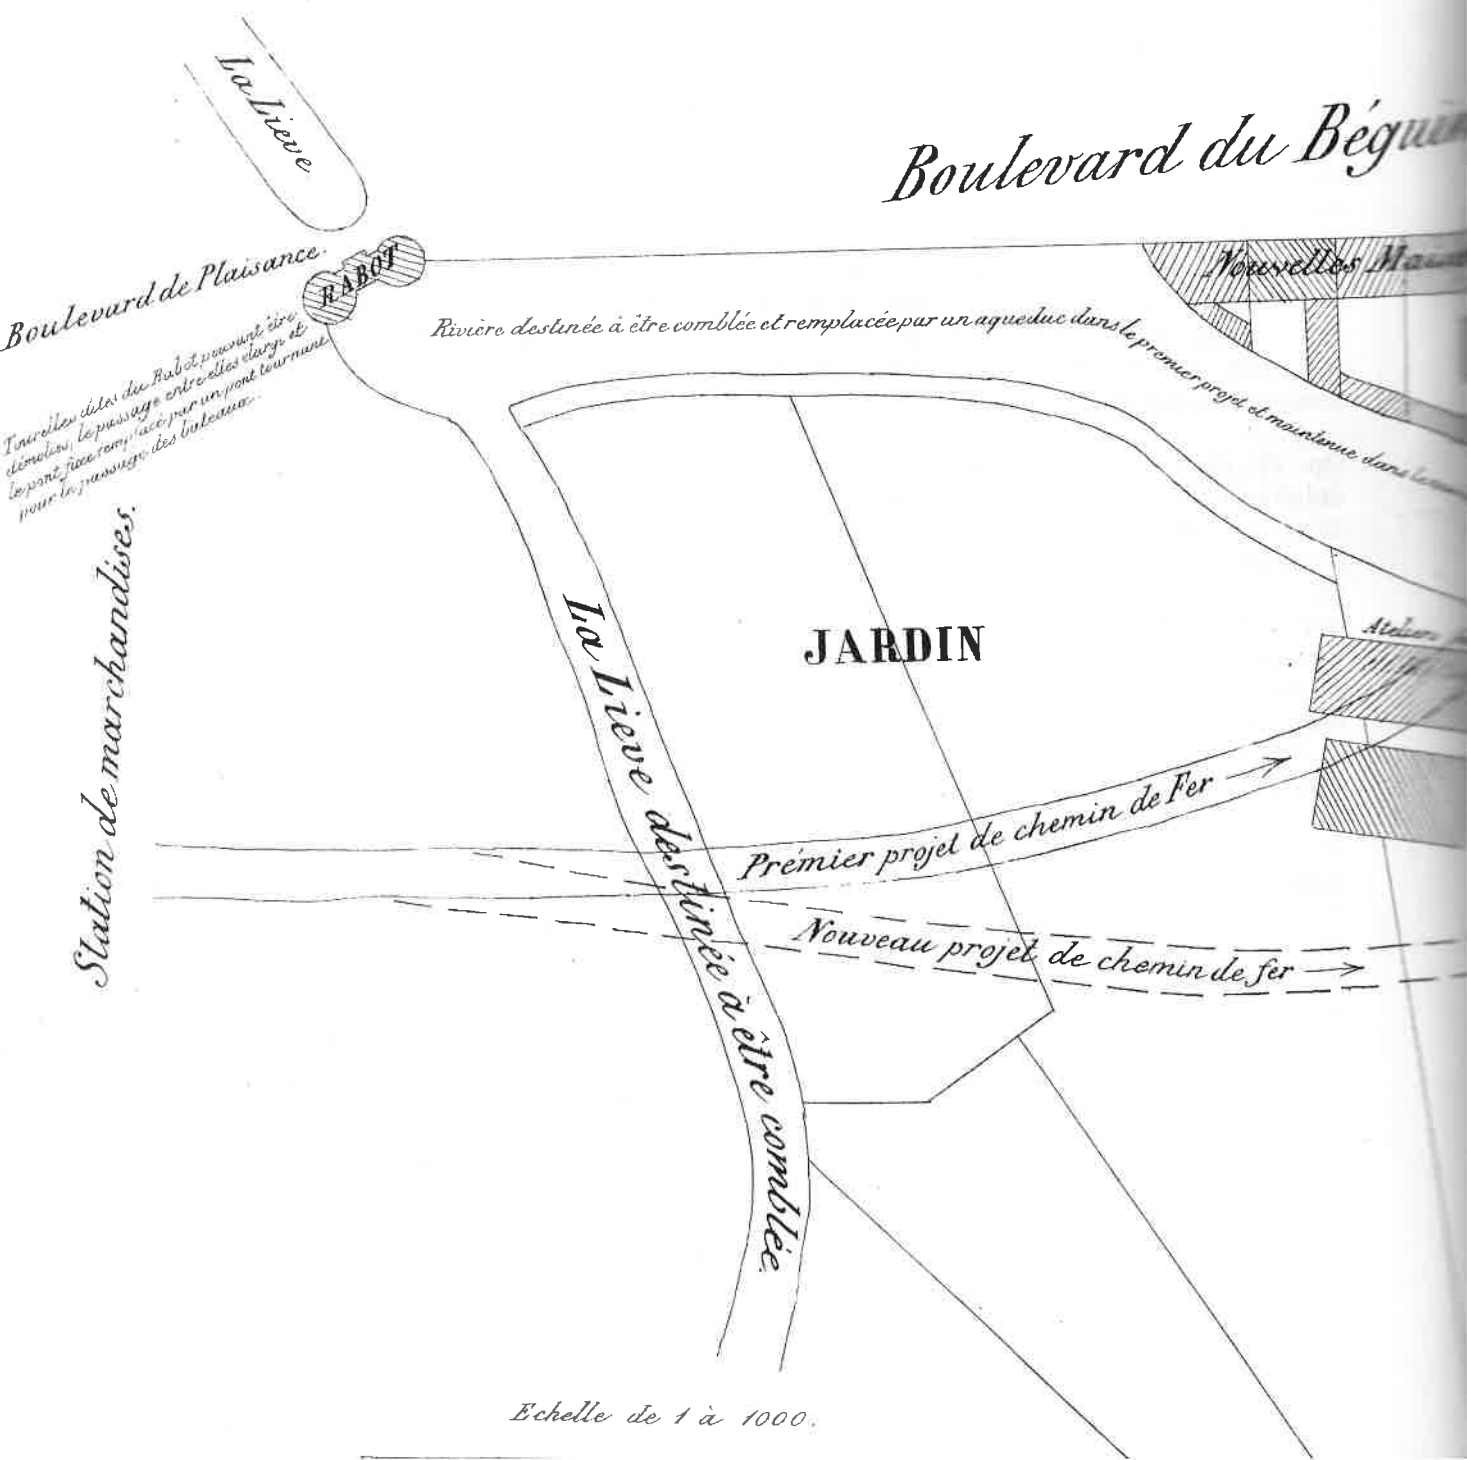 La Lieve
Boulevard du Bégui
Boulevard de Plaisance.
RABOT
Nouvelles Mais
Tourelles dites du Rabot pouvant être
démolies, le passage entre elles élargi et
le pont fixe remplacé par un pont tournant
pour le passage des bateaux.
Rivière destinée à être comblée et remplacée par un aqueduc dans le premier projet et maintenue dans le
Station de marchandises.
La Lieve destinée à être comblée.
JARDIN
Ateliers
Prémier projet de chemin de Fer
Nouveau projet de chemin de fer
Echelle de 1 à 1000.